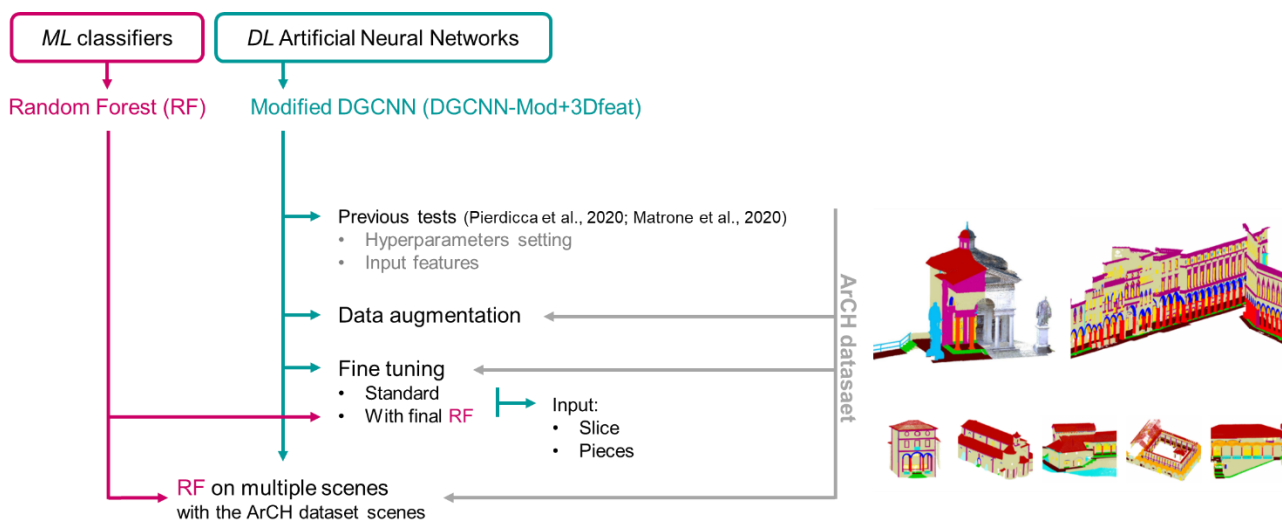 ML classifiers
DL Artificial Neural Networks
Random Forest (RF)
Modified DGCNN (DGCNN-Mod+3Dfeat)
Previous tests (Pierdicca et al., 2020; Matrone et al., 2020)
• Hyperparameters setting
• Input features
Data augmentation
Fine tuning
• Standard
• With final RF
Input:
• Slice
• Pieces
RF on multiple scenes
with the ArCH dataset scenes
ArCH datasaet